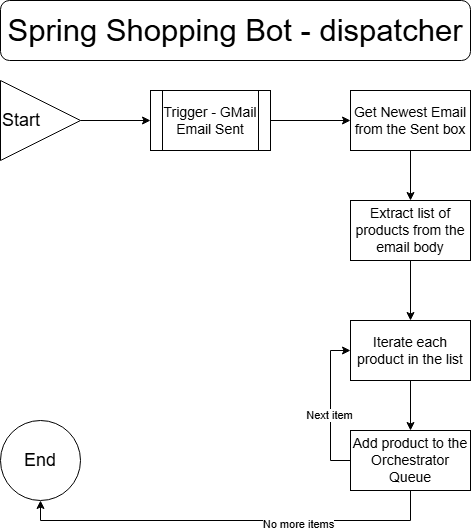 Spring Shopping Bot - dispatcher
Start
Trigger - GMail
Email Sent
Get Newest Email
from the Sent box
Extract list of
products from the
email body
Iterate each
product in the list
Next item
Add product to the
Orchestrator
Queue
End
No more items